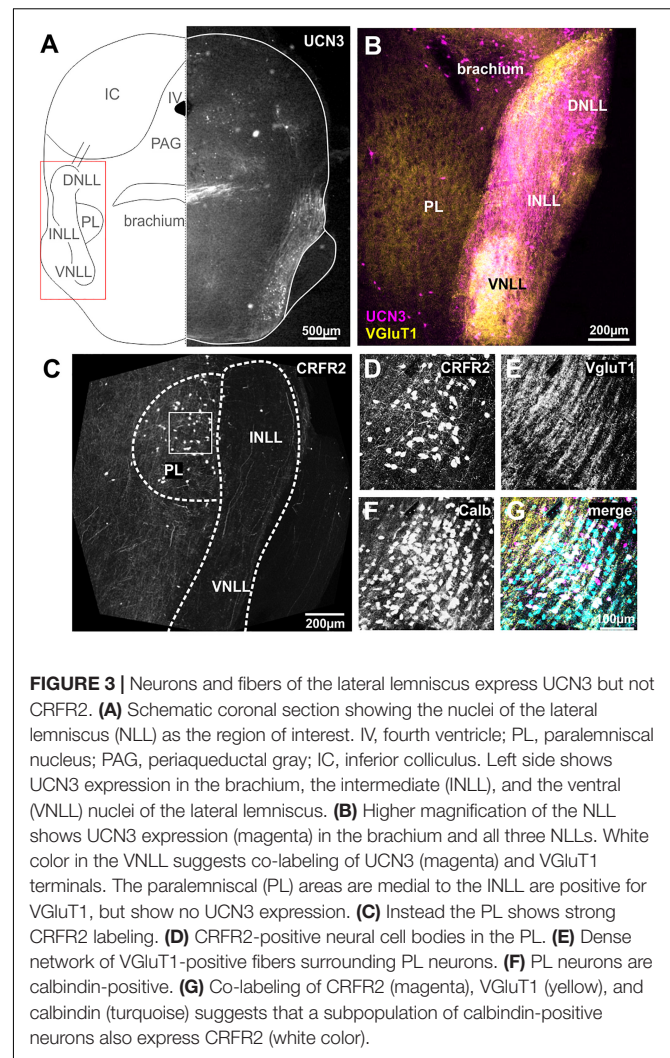 A
UCN3
IC
IV
PAG
DNLL
PL
INLL
VNLL
brachium
500µm
B
brachium
DNLL
PL
INLL
VNLL
UCN3
VGluT1
200µm
C
CRFR2
INLL
PL
VNLL
200µm
D
CRFR2
E
VgluT1
F
Calb
G
merge
100µm
FIGURE 3 | Neurons and fibers of the lateral lemniscus express UCN3 but not
CRFR2. (A) Schematic coronal section showing the nuclei of the lateral
lemniscus (NLL) as the region of interest. IV, fourth ventricle; PL, paralemniscal
nucleus; PAG, periaqueductal gray; IC, inferior colliculus. Left side shows
UCN3 expression in the brachium, the intermediate (INLL), and the ventral
(VNLL) nuclei of the lateral lemniscus. (B) Higher magnification of the NLL
shows UCN3 expression (magenta) in the brachium and all three NLLs. White
color in the VNLL suggests co-labeling of UCN3 (magenta) and VGluT1
terminals. The paralemniscal (PL) areas are medial to the INLL are positive for
VGluT1, but show no UCN3 expression. (C) Instead the PL shows strong
CRFR2 labeling. (D) CRFR2-positive neural cell bodies in the PL. (E) Dense
network of VGluT1-positive fibers surrounding PL neurons. (F) PL neurons are
calbindin-positive. (G) Co-labeling of CRFR2 (magenta), VGluT1 (yellow), and
calbindin (turquoise) suggests that a subpopulation of calbindin-positive
neurons also express CRFR2 (white color).